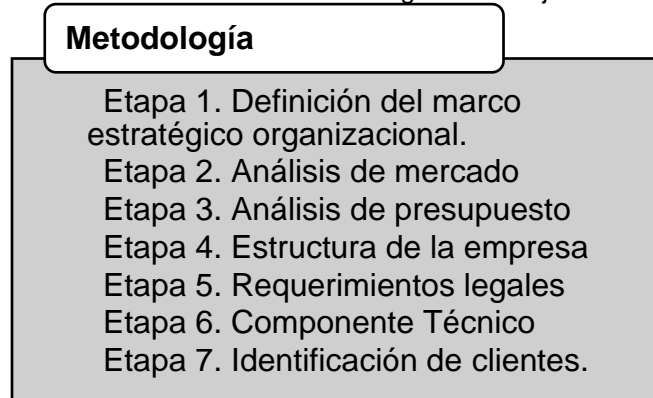 Metodología
Etapa 1. Definición del marco
estratégico organizacional.
Etapa 2. Análisis de mercado
Etapa 3. Análisis de presupuesto
Etapa 4. Estructura de la empresa
Etapa 5. Requerimientos legales
Etapa 6. Componente Técnico
Etapa 7. Identificación de clientes.